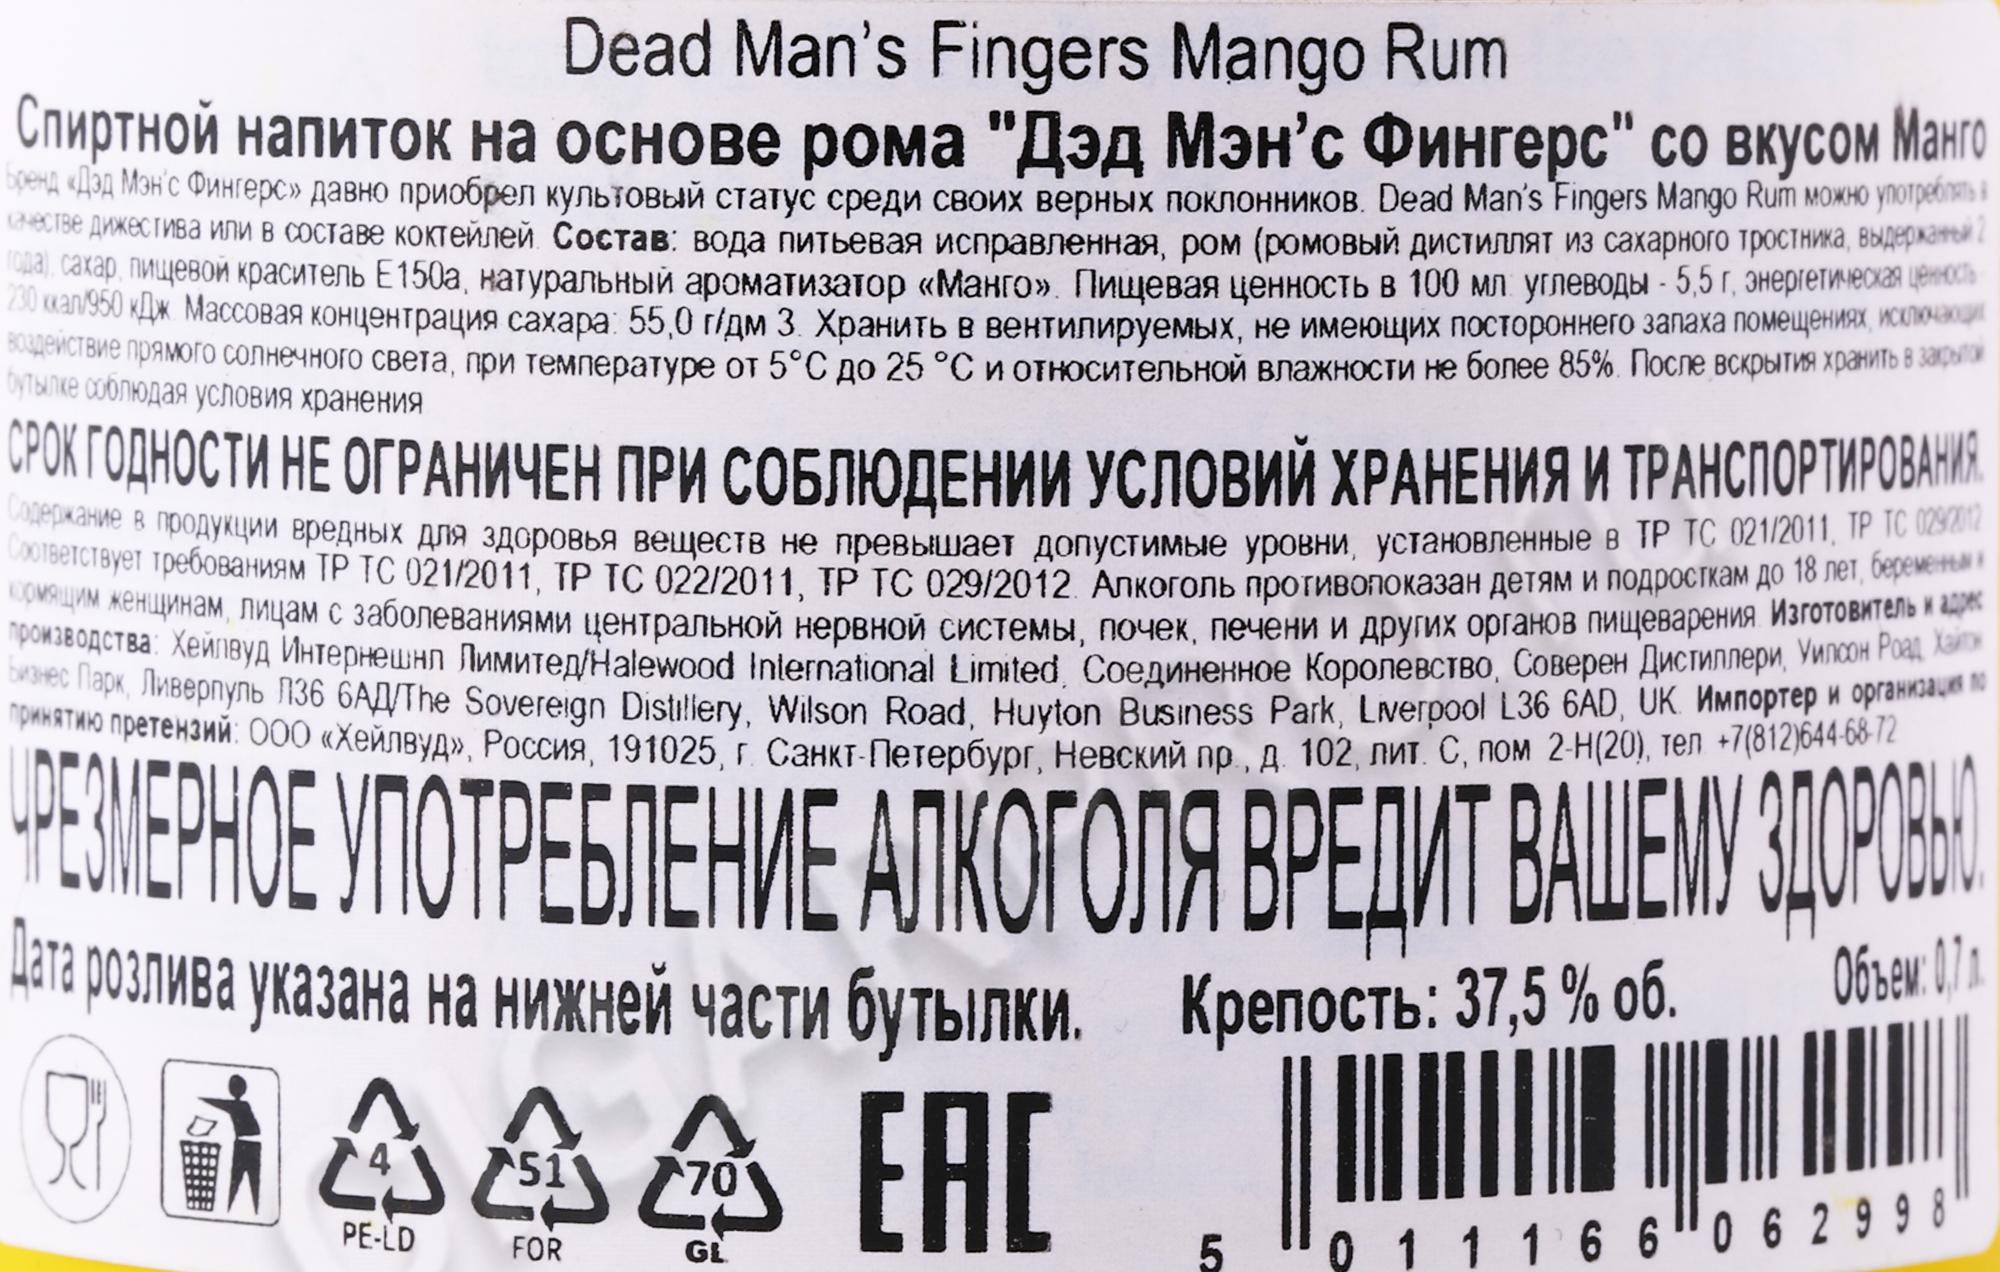 Dead Man's Fingers Mango Rum
Спиртной напиток на основе рома "Дэд Мэн'с Фингерс" со вкусом Манго
Бренд «Дэд Мэн'с Фингерс» давно приобрел культовый статус среди своих верных поклонников. Dead Man's Fingers Mango Rum можно употреблять в
качестве дижестива или в составе коктейлей. Состав: вода питьевая исправленная, ром (ромовый дистиллят из сахарного тростника, выдержанный 2
года), сахар, пищевой краситель Е150а, натуральный ароматизатор «Манго». Пищевая ценность в 100 мл: углеводы - 5,5 г, энергетическая ценность -
230 ккал/950 кДж. Массовая концентрация сахара: 55,0 г/дм 3. Хранить в вентилируемых, не имеющих постороннего запаха помещениях, исключающих
воздействие прямого солнечного света, при температуре от 5°С до 25 °С и относительной влажности не более 85%. После вскрытия хранить в закрытой
бутылке соблюдая условия хранения
СРОК ГОДНОСТИ НЕ ОГРАНИЧЕН ПРИ СОБЛЮДЕНИИ УСЛОВИЙ ХРАНЕНИЯ И ТРАНСПОРТИРОВАНИЯ.
Содержание в продукции вредных для здоровья веществ не превышает допустимые уровни, установленные в ТР ТС 021/2011, ТР ТС 029/2012
Соответствует требованиям ТР ТС 021/2011, ТР ТС 022/2011, ТР ТС 029/2012. Алкоголь противопоказан детям и подросткам до 18 лет, беременным и
кормящим женщинам, лицам с заболеваниями центральной нервной системы, почек, печени и других органов пищеварения. Изготовитель и адрес
производства: Хейлвуд Интернешнл Лимитед/Halewood International Limited, Соединенное Королевство, Соверен Дистиллери, Уилсон Роад, Хайтон
Бизнес Парк, Ливерпуль Л36 6АД/The Sovereign Distillery, Wilson Road, Huyton Business Park, Liverpool L36 6AD, UK. Импортер и организация по
принятию претензий: ООО «Хейлвуд», Россия, 191025, г. Санкт-Петербург, Невский пр., д. 102, лит. С, пом. 2-Н(20), тел. +7(812)644-68-72
ЧРЕЗМЕРНОЕ УПОТРЕБЛЕНИЕ АЛКОГОЛЯ ВРЕДИТ ВАШЕМУ ЗДОРОВЬЮ.
Дата розлива указана на нижней части бутылки. Крепость: 37,5 % об. Объем: 0,7 л.
4 51 70 EAC
PE-LD FOR GL
5 011166 062998